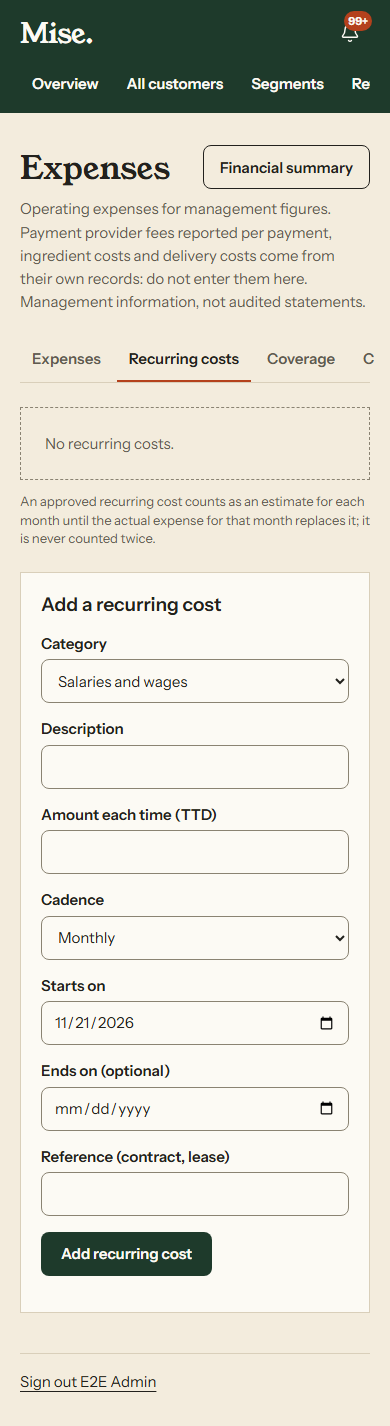 Mise.
99+
Overview All customers Segments Re
Expenses
Financial summary
Operating expenses for management figures.
Payment provider fees reported per payment,
ingredient costs and delivery costs come from
their own records: do not enter them here.
Management information, not audited statements.
Expenses Recurring costs Coverage C
No recurring costs.
An approved recurring cost counts as an estimate for each
month until the actual expense for that month replaces it; it
is never counted twice.
Add a recurring cost
Category
Salaries and wages
Description
Amount each time (TTD)
Cadence
Monthly
Starts on
11/21/2026
Ends on (optional)
mm/dd/yyyy
Reference (contract, lease)
Add recurring cost
Sign out E2E Admin